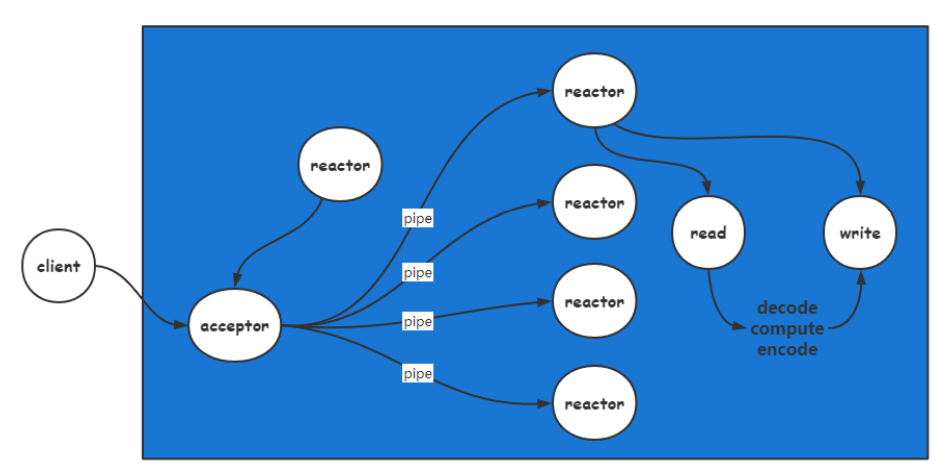 client
reactor
acceptor
pipe
pipe
pipe
pipe
reactor
reactor
reactor
reactor
read
write
decode
compute
encode